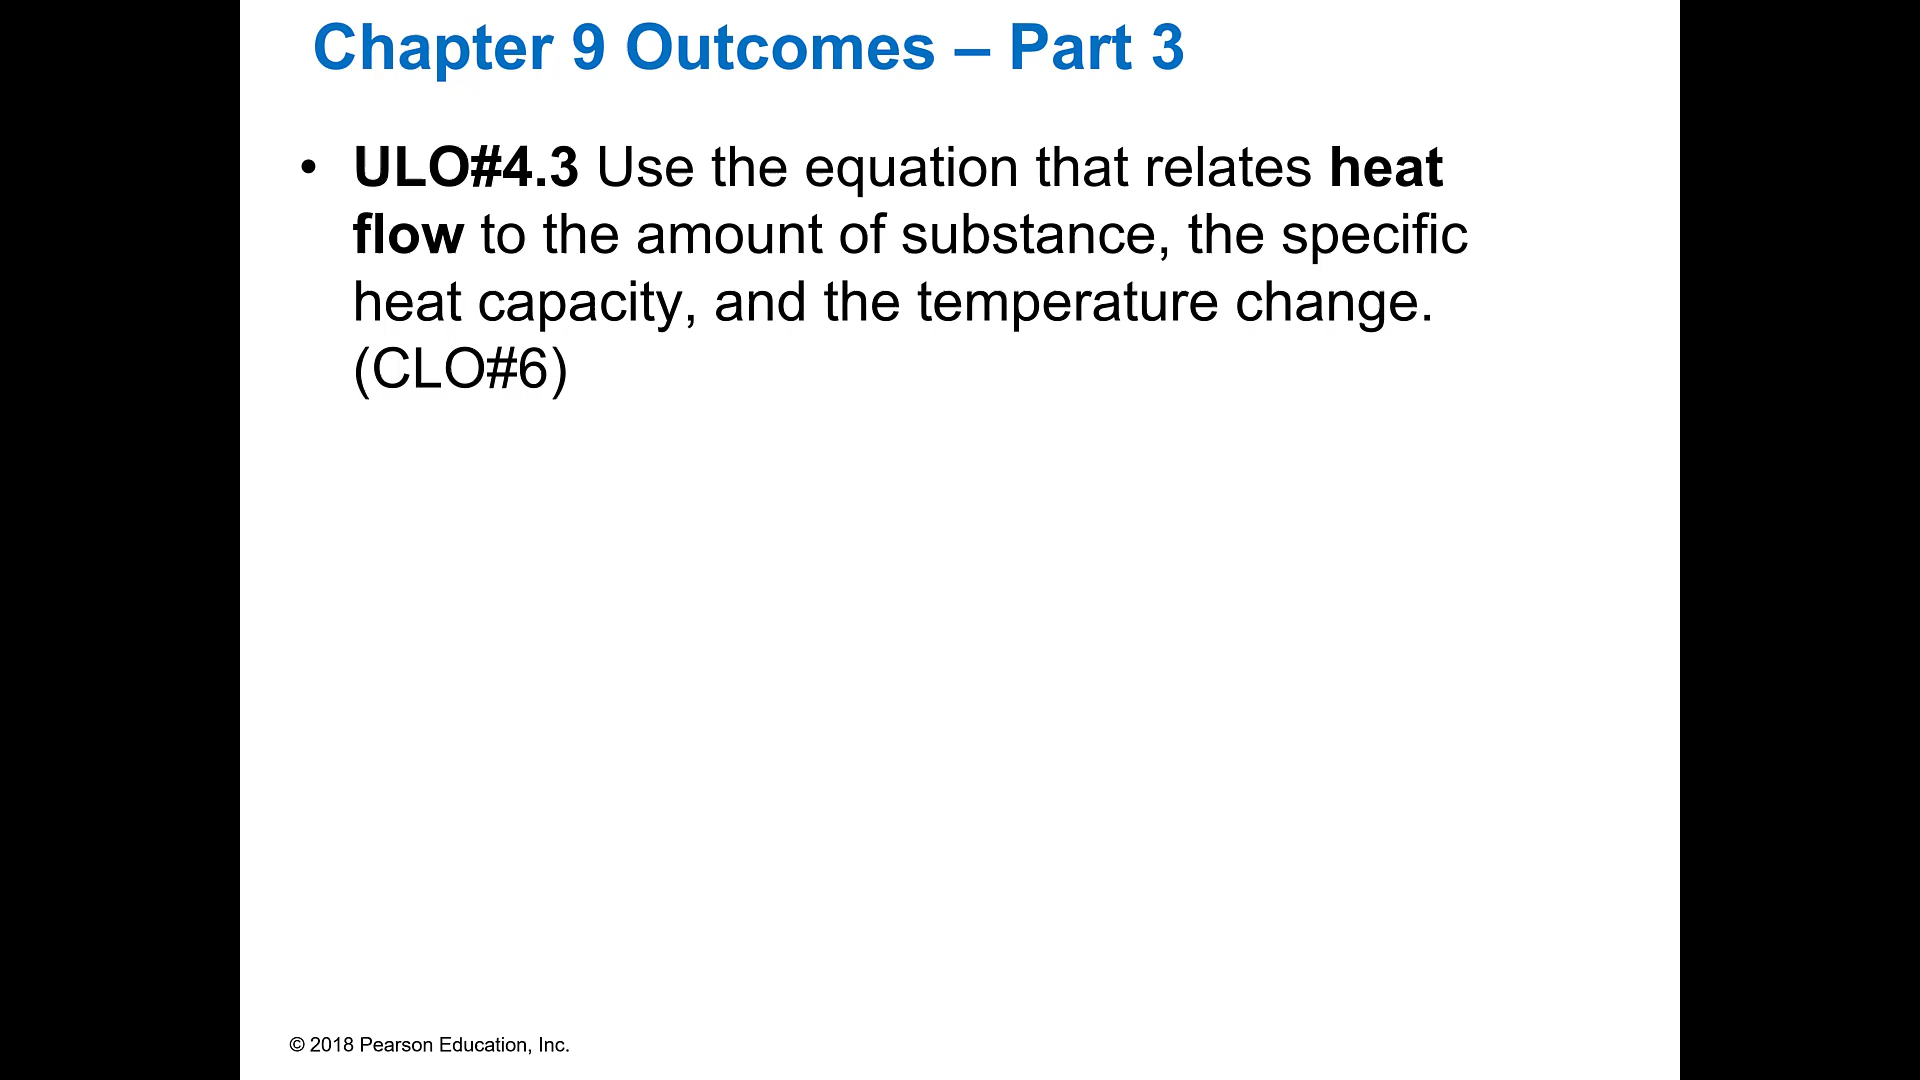 Chapter 9 Outcomes – Part 3
• ULO#4.3 Use the equation that relates heat
flow to the amount of substance, the specific
heat capacity, and the temperature change.
(CLO#6)
© 2018 Pearson Education, Inc.